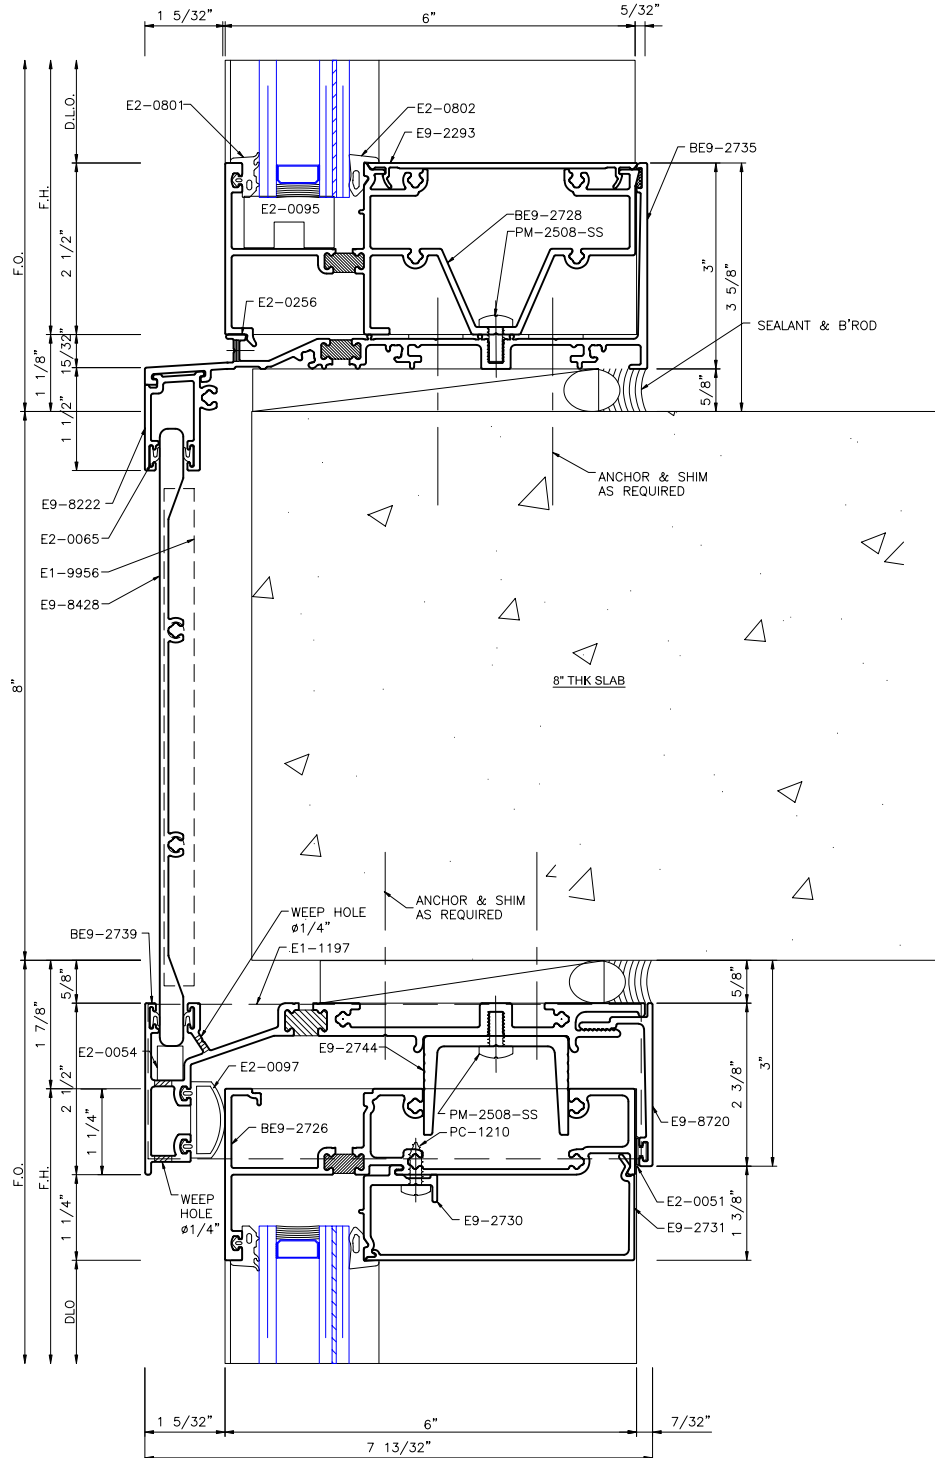 1 5/32"
6"
5/32"
E2-0801
E2-0802
E9-2293
BE9-2735
D.L.O.
F.H.
F.O.
E2-0095
BE9-2728
PM-2508-SS
2 1/2"
3"
3 5/8"
E2-0256
SEALANT & B'ROD
15/32"
1 1/8"
5/8"
1 1/2"
ANCHOR & SHIM
AS REQUIRED
E9-8222
E2-0065
E1-9956
E9-8428
8"
8" THK SLAB
ANCHOR & SHIM
AS REQUIRED
WEEP HOLE
ø1/4"
BE9-2739
E1-1197
5/8"
5/8"
1 7/8"
E2-0054
E9-2744
E2-0097
2 1/2"
2 3/8"
3"
PM-2508-SS
E9-8720
1 1/4"
BE9-2726
PC-1210
F.O.
F.H.
WEEP
HOLE
ø1/4"
E2-0051
E9-2730
E9-2731
1 1/4"
1 3/8"
DLO
1 5/32"
6"
7/32"
7 13/32"